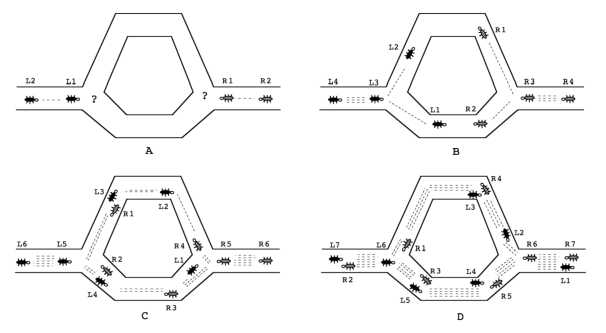 L2 L1 ? ? R1 R2
A
R1
L2
L4 L3 R3 R4
L1 R2
B
L3
R1 L2
L6 L5 R2 R4 L1 R5 R6
L4
R3
C
R4
L3
L2
R1
L7 L6 R6 R7
R2 R3 L4 L1
L5 R5
D